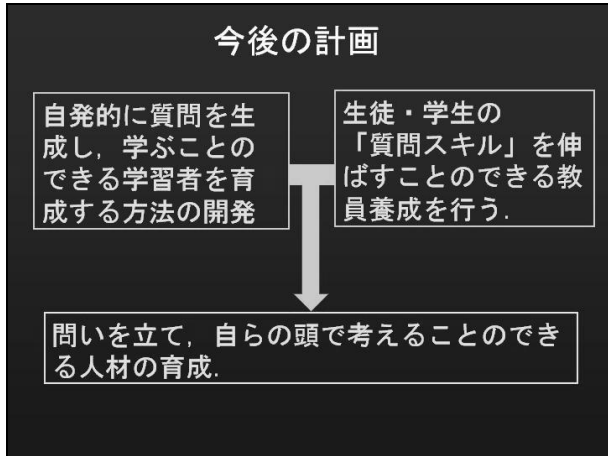 今後の計画
自発的に質問を生
成し，学ぶことの
できる学習者を育
成する方法の開発
生徒・学生の
「質問スキル」を伸
ばすことのできる教
員養成を行う.
問いを立て，自らの頭で考えることのでき
る人材の育成.